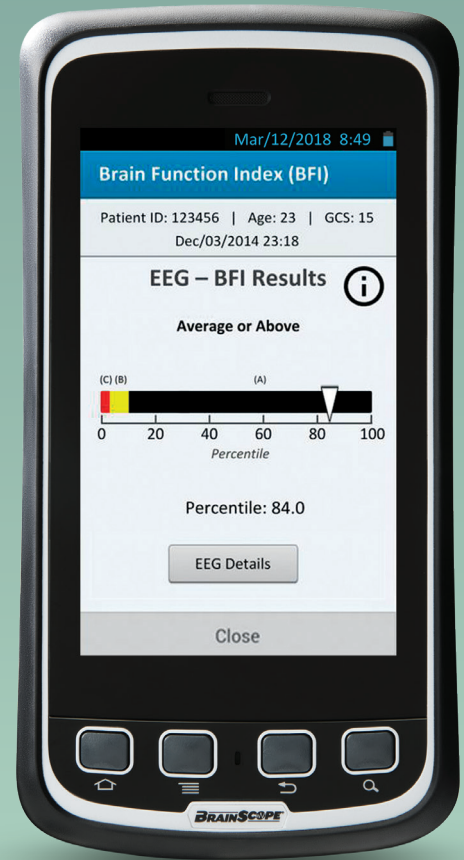 Mar/12/2018 8:49
Brain Function Index (BFI)
Patient ID: 123456 | Age: 23 | GCS: 15
Dec/03/2014 23:18
EEG – BFI Results
i
Average or Above
(C) (B) (A)
0 20 40 60 80 100
Percentile
Percentile: 84.0
EEG Details
Close
BRAINSCOPE